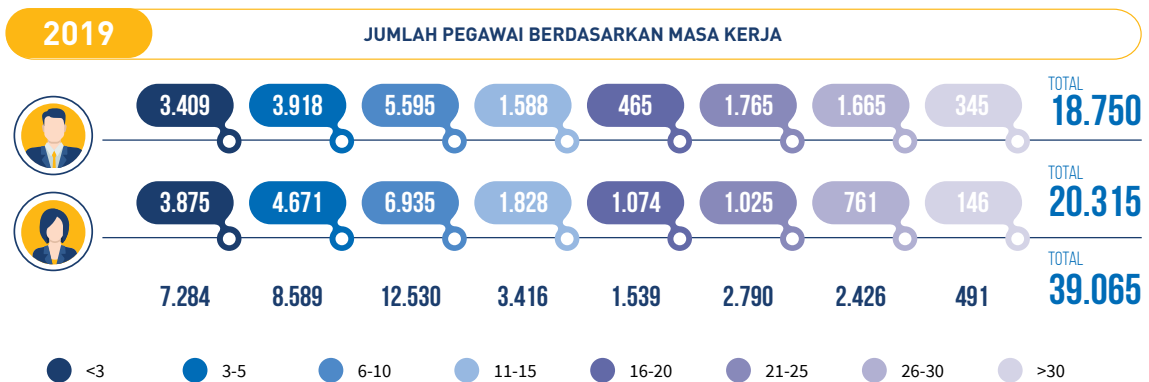 2019
JUMLAH PEGAWAI BERDASARKAN MASA KERJA
3.409 3.918 5.595 1.588 465 1.765 1.665 345
TOTAL
18.750
3.875 4.671 6.935 1.828 1.074 1.025 761 146
TOTAL
20.315
7.284 8.589 12.530 3.416 1.539 2.790 2.426 491
TOTAL
39.065
<3 3-5 6-10 11-15 16-20 21-25 26-30 >30